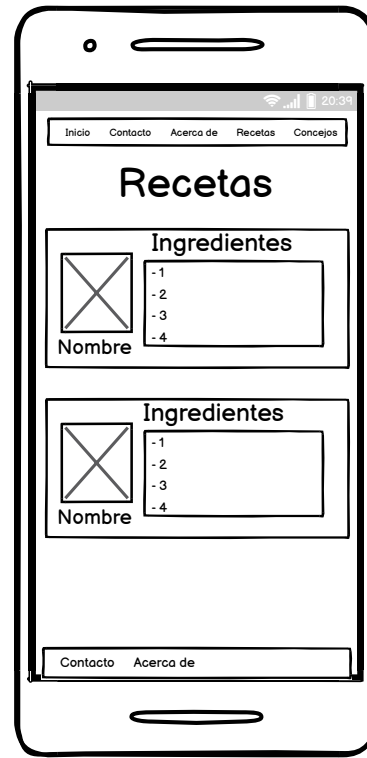 20:39
Inicio Contacto Acerca de Recetas Concejos
Recetas
Ingredientes
- 1
- 2
- 3
- 4
Nombre
Ingredientes
- 1
- 2
- 3
- 4
Nombre
Contacto Acerca de